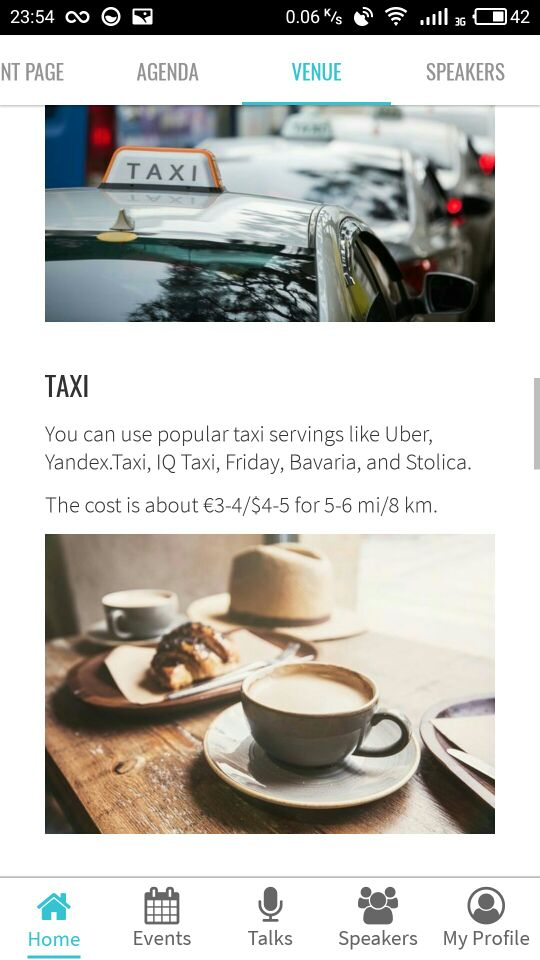 23:54 0.06 K/s 3G 42
NT PAGE AGENDA VENUE SPEAKERS
TAXI
TAXI
You can use popular taxi servings like Uber,
Yandex.Taxi, IQ Taxi, Friday, Bavaria, and Stolica.
The cost is about €3-4/$4-5 for 5-6 mi/8 km.
Home Events Talks Speakers My Profile